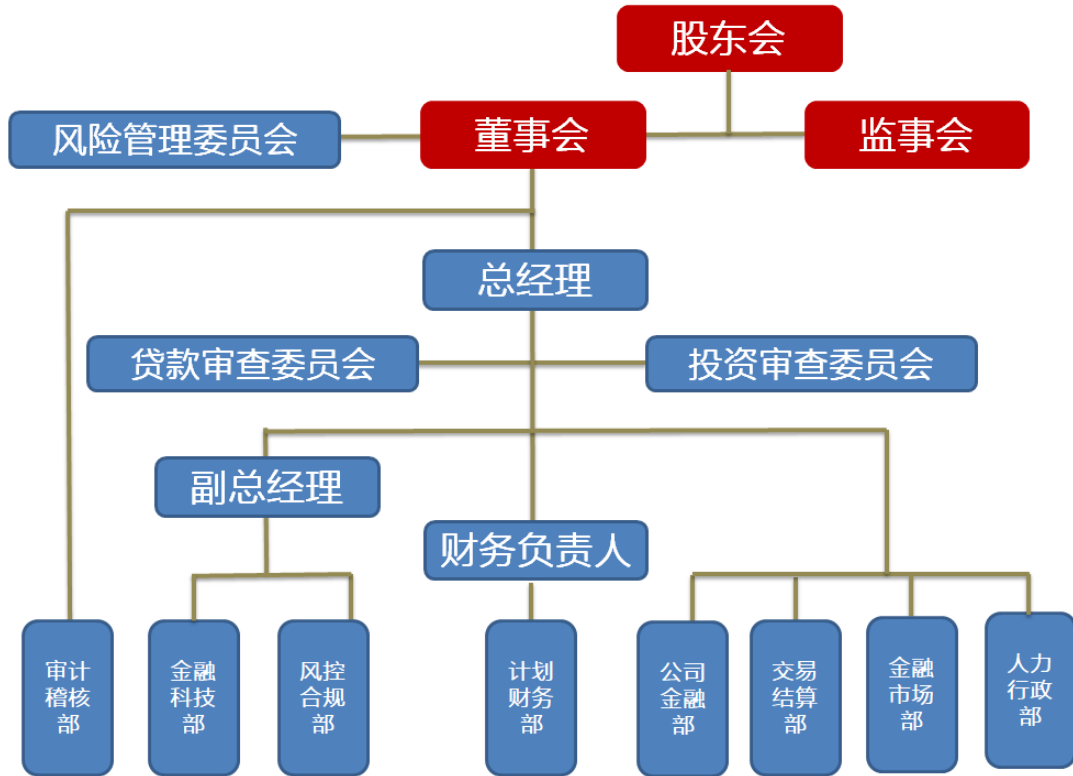 股东会
风险管理委员会
董事会
监事会
总经理
贷款审查委员会
投资审查委员会
副总经理
财务负责人
审计
稽核
部
金融
科技
部
风控
合规
部
计划
财务
部
公司
金融
部
交易
结算
部
金融
市场
部
人力
行政
部